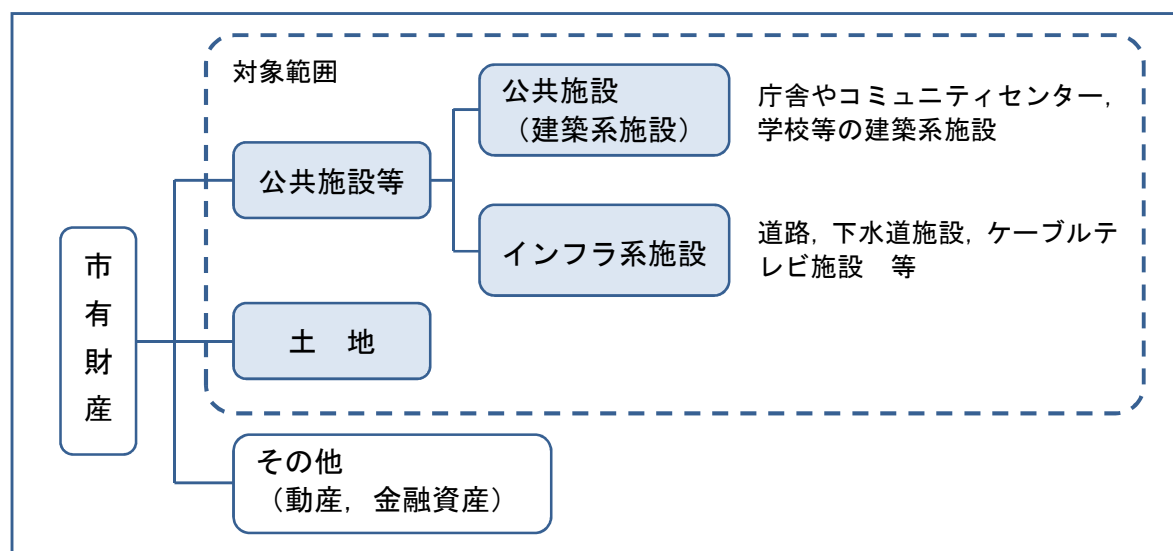 対象範囲
公共施設
（建築系施設）
庁舎やコミュニティセンター，
学校等の建築系施設
公共施設等
インフラ系施設
道路，下水道施設，ケーブルテ
レビ施設　等
市有財産
土　地
その他
（動産，金融資産）